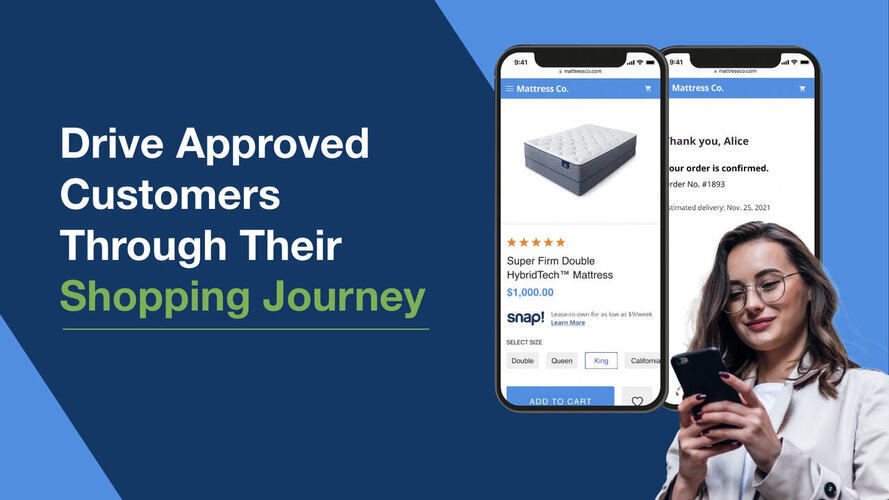 Drive Approved
Customers
Through Their
Shopping Journey
9:41
mattressco.com
Mattress Co.
Super Firm Double
HybridTech™ Mattress
$1,000.00
snap! Lease-to-own for as low as $9/week
Learn More
SELECT SIZE
Double Queen King California
ADD TO CART
9:41
mattressco.com
Mattress Co.
hank you, Alice
our order is confirmed.
rder No. #1893
stimated delivery: Nov. 25, 2021